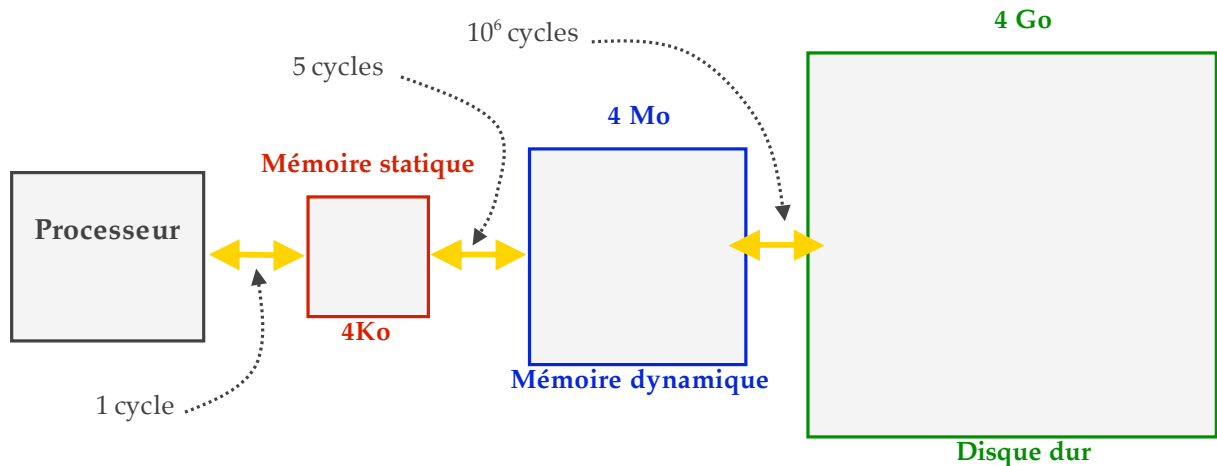 4 Go
10⁶ cycles
5 cycles
4 Mo
Mémoire statique
Processeur
4Ko
Mémoire dynamique
1 cycle
Disque dur